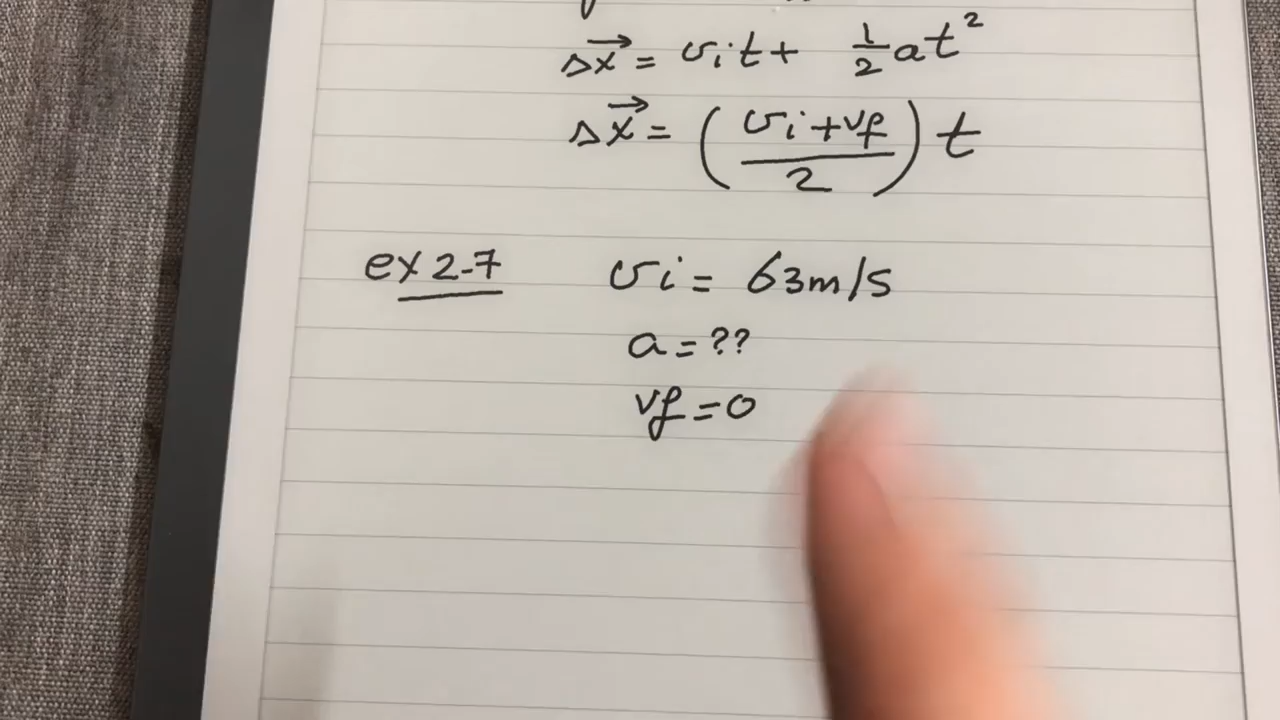 Δx⃗ = vᵢt + ½at²
Δx⃗ = (vᵢ+vf / 2) t
ex 2-7 vi = 63m/s
a = ??
vf = 0